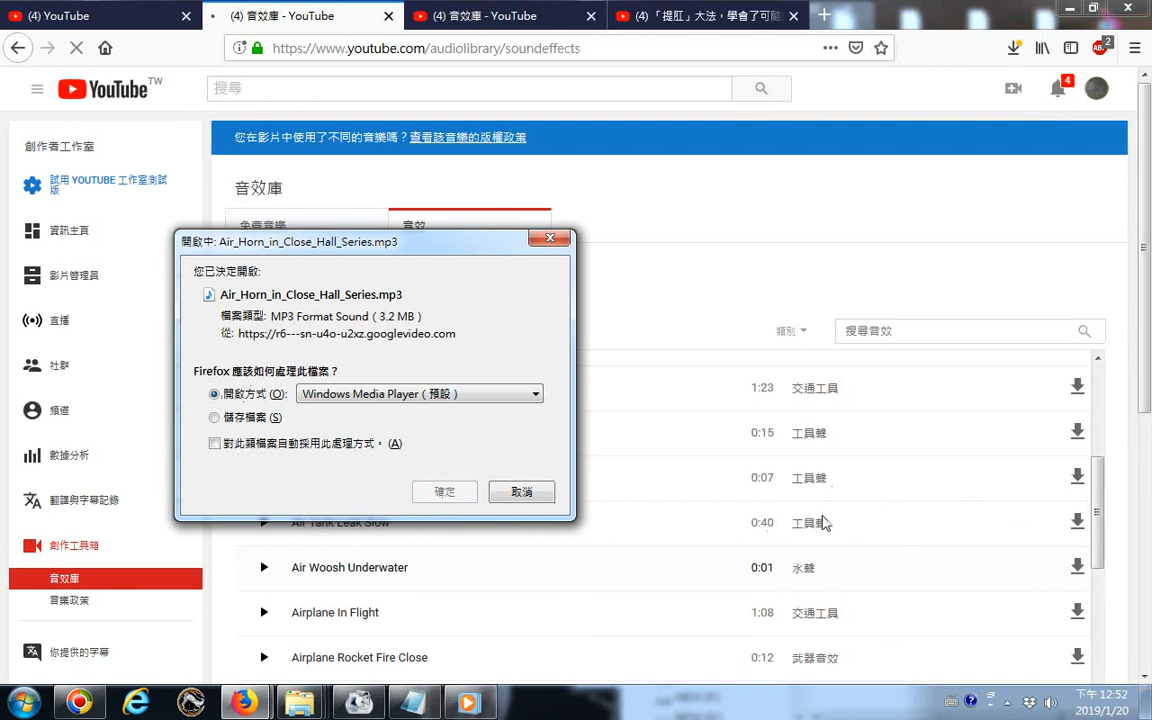 (4) YouTube
(4) 音效庫 - YouTube
(4) 音效庫 - YouTube
(4) 「提肛」大法，學會了可
https://www.youtube.com/audiolibrary/soundeffects
ABP
2
YouTube TW
搜尋
4
創作者工作室
試用 YOUTUBE 工作室測試
版
資訊主頁
影片管理員
直播
社群
頻道
數據分析
翻譯與字幕記錄
創作工具箱
音效庫
音樂政策
你提供的字幕
您在影片中使用了不同的音樂嗎？查看該音樂的版權政策
音效庫
免費音樂
音效
類別
搜尋音效
開啟中: Air_Horn_in_Close_Hall_Series.mp3
您已決定開啟:
Air_Horn_in_Close_Hall_Series.mp3
檔案類型: MP3 Format Sound ( 3.2 MB )
從: https://r6---sn-u4o-u2xz.googlevideo.com
Firefox 應該如何處理此檔案？
開啟方式 (O):
Windows Media Player ( 預設 )
儲存檔案 (S)
對此類檔案自動採用此處理方式。(A)
確定
取消
1:23 交通工具
0:15 工具聲
0:07 工具聲
Air Tank Leak Slow 0:40 工具聲
Air Woosh Underwater 0:01 水聲
Airplane In Flight 1:08 交通工具
Airplane Rocket Fire Close 0:12 武器音效
下午 12:52
2019/1/20